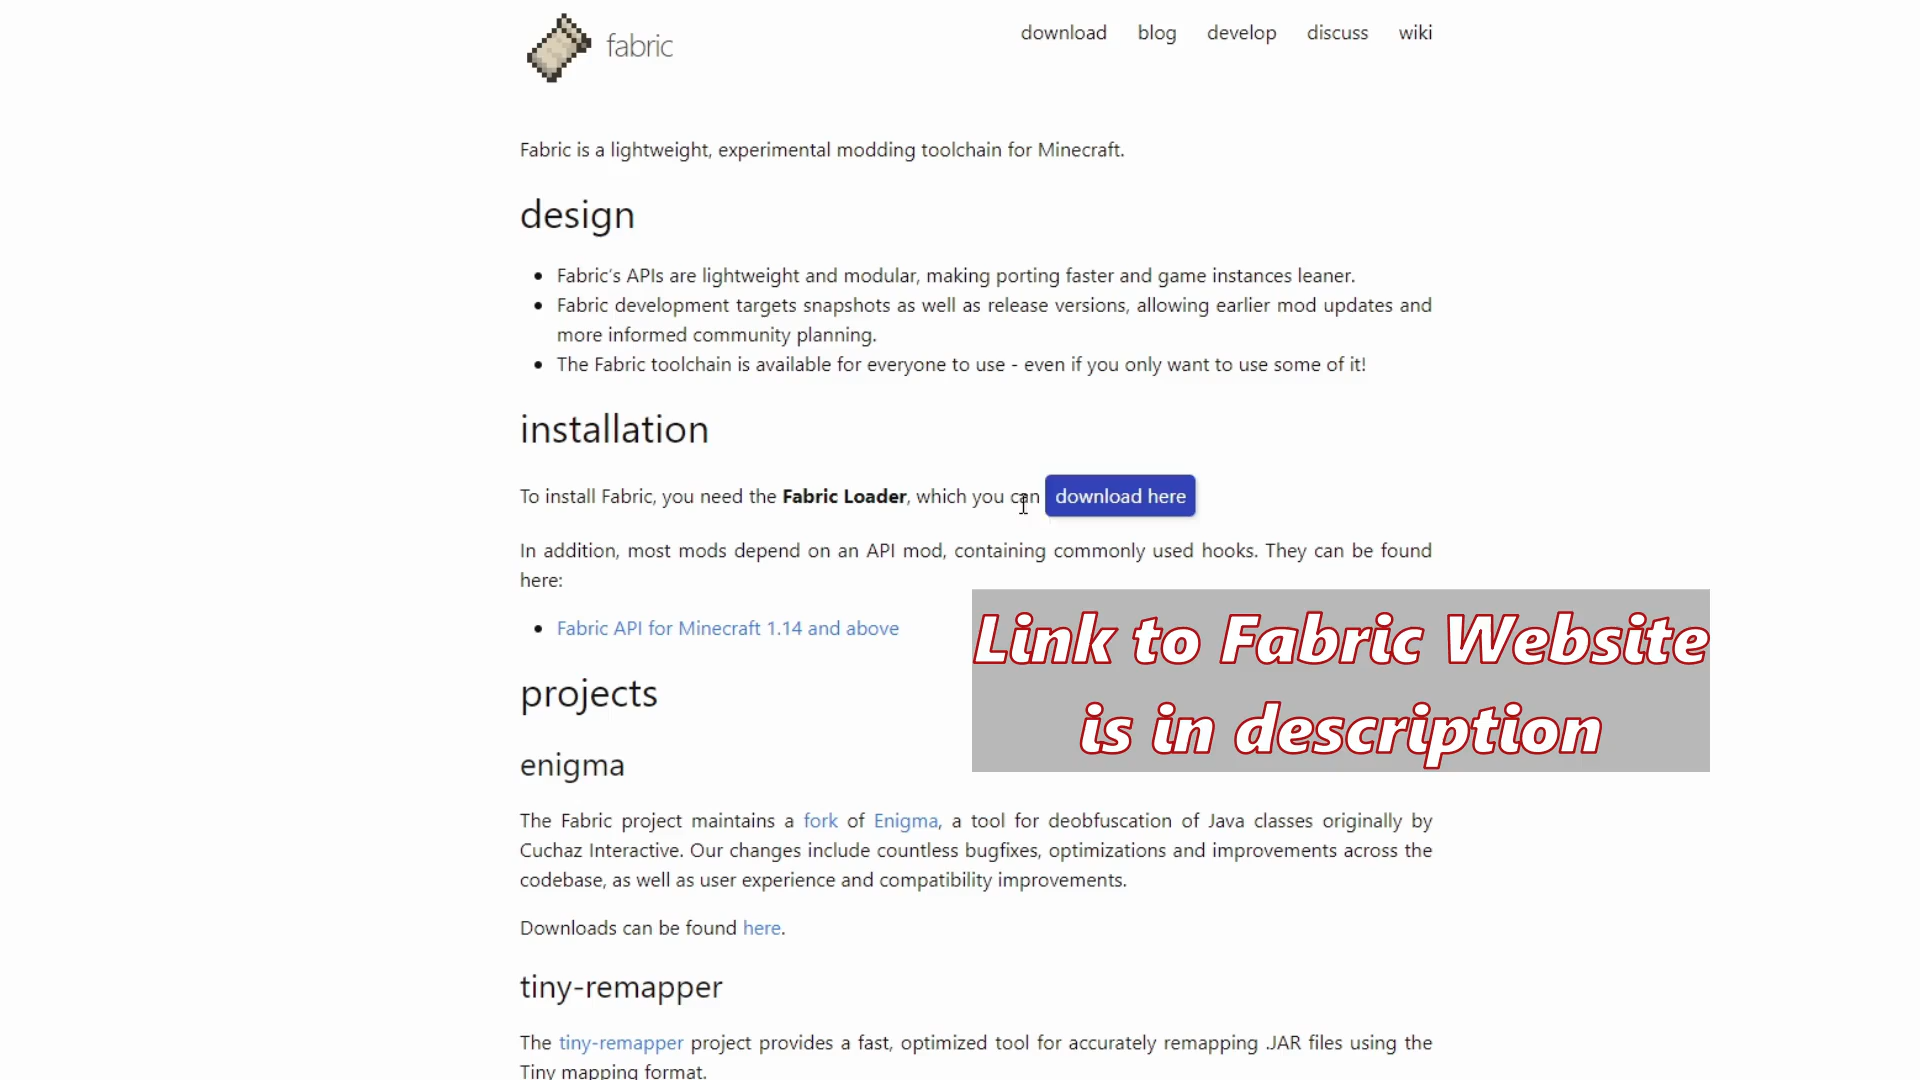 fabric
download blog develop discuss wiki
Fabric is a lightweight, experimental modding toolchain for Minecraft.
design
Fabric's APIs are lightweight and modular, making porting faster and game instances leaner.
Fabric development targets snapshots as well as release versions, allowing earlier mod updates and
more informed community planning.
The Fabric toolchain is available for everyone to use - even if you only want to use some of it!
installation
To install Fabric, you need the Fabric Loader, which you can download here
In addition, most mods depend on an API mod, containing commonly used hooks. They can be found
here:
Fabric API for Minecraft 1.14 and above
Link to Fabric Website
is in description
projects
enigma
The Fabric project maintains a fork of Enigma, a tool for deobfuscation of Java classes originally by
Cuchaz Interactive. Our changes include countless bugfixes, optimizations and improvements across the
codebase, as well as user experience and compatibility improvements.
Downloads can be found here.
tiny-remapper
The tiny-remapper project provides a fast, optimized tool for accurately remapping .JAR files using the
Tiny mapping format.